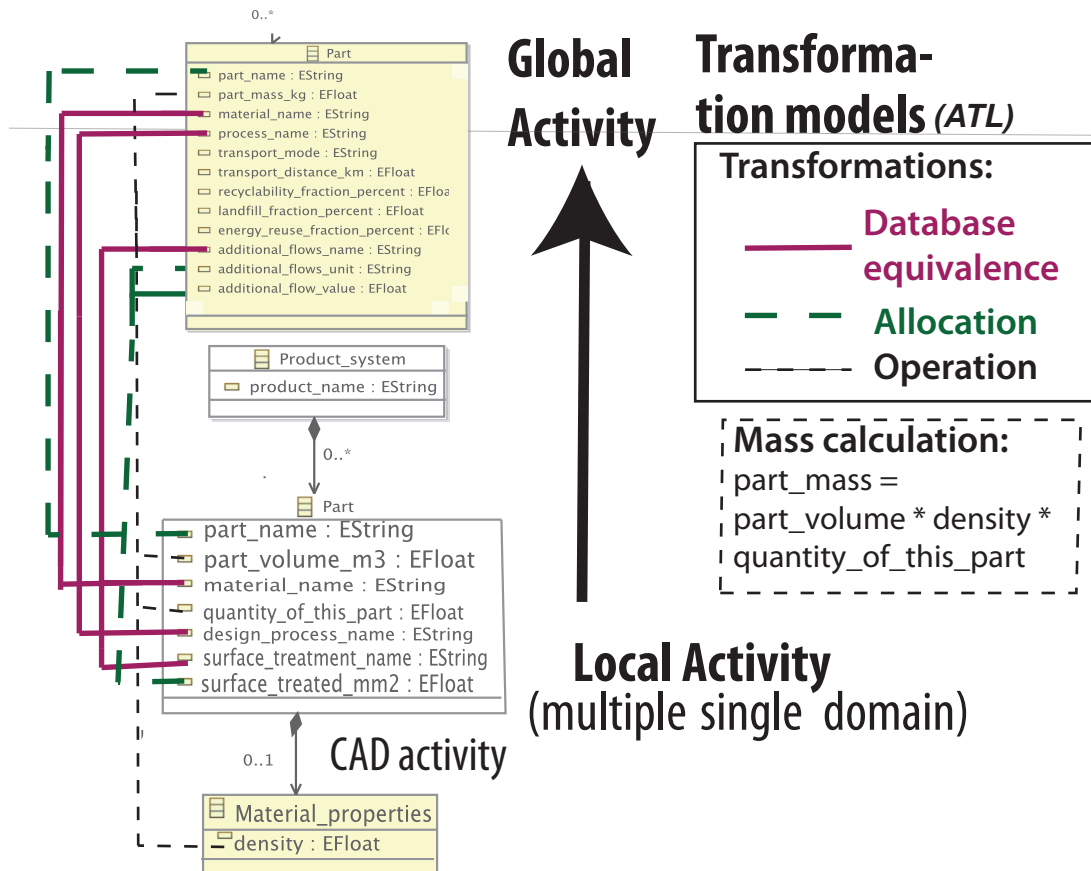 0..*
Part
part_name : EString
part_mass_kg : EFloat
material_name : EString
process_name : EString
transport_mode : EString
transport_distance_km : EFloat
recyclability_fraction_percent : EFloa
landfill_fraction_percent : EFloat
energy_reuse_fraction_percent : EFlo
additional_flows_name : EString
additional_flows_unit : EString
additional_flow_value : EFloat
Product_system
product_name : EString
0..*
Part
part_name : EString
part_volume_m3 : EFloat
material_name : EString
quantity_of_this_part : EFloat
design_process_name : EString
surface_treatment_name : EString
surface_treated_mm2 : EFloat
0..1
CAD activity
Material_properties
density : EFloat
Global
Activity
Local Activity
(multiple single domain)
Transforma-
tion models (ATL)
Transformations:
Database
equivalence
Allocation
Operation
Mass calculation:
part_mass =
part_volume * density *
quantity_of_this_part